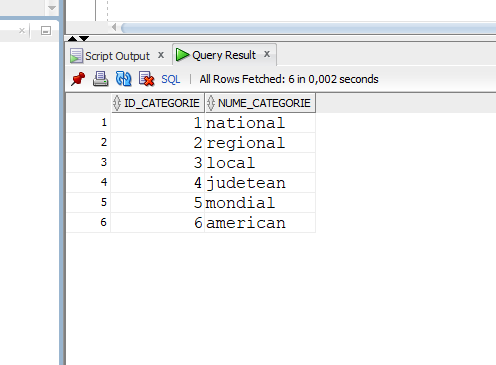 Script Output x Query Result x
SQL | All Rows Fetched: 6 in 0,002 seconds
ID_CATEGORIE NUME_CATEGORIE
1 1 national
2 2 regional
3 3 local
4 4 judetean
5 5 mondial
6 6 american